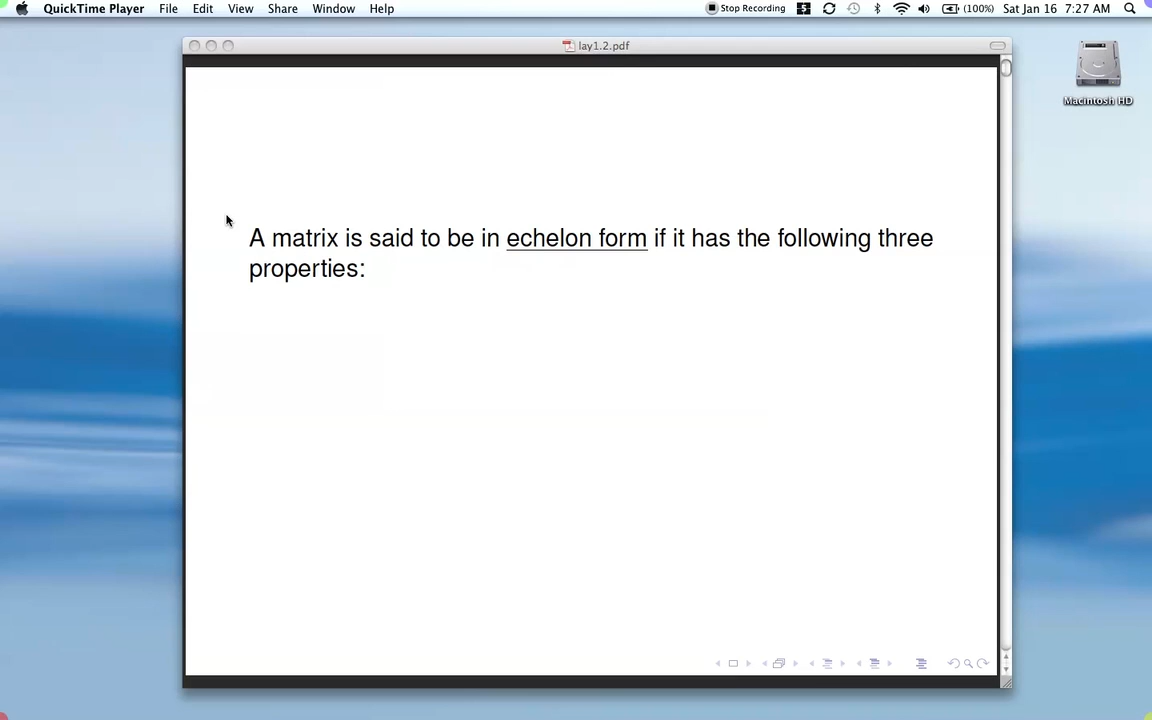 QuickTime Player File Edit View Share Window Help Stop Recording (100%) Sat Jan 16 7:27 AM
lay1.2.pdf
Macintosh HD
A matrix is said to be in echelon form if it has the following three
properties: